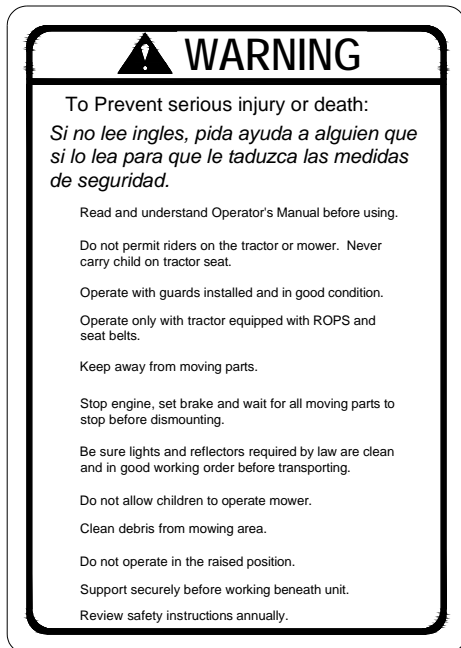 WARNING
To Prevent serious injury or death:
Si no lee ingles, pida ayuda a alguien que
si lo lea para que le taduzca las medidas
de seguridad.
Read and understand Operator's Manual before using.
Do not permit riders on the tractor or mower.  Never
carry child on tractor seat.
Operate with guards installed and in good condition.
Operate only with tractor equipped with ROPS and
seat belts.
Keep away from moving parts.
Stop engine, set brake and wait for all moving parts to
stop before dismounting.
Be sure lights and reflectors required by law are clean
and in good working order before transporting.
Do not allow children to operate mower.
Clean debris from mowing area.
Do not operate in the raised position.
Support securely before working beneath unit.
Review safety instructions annually.